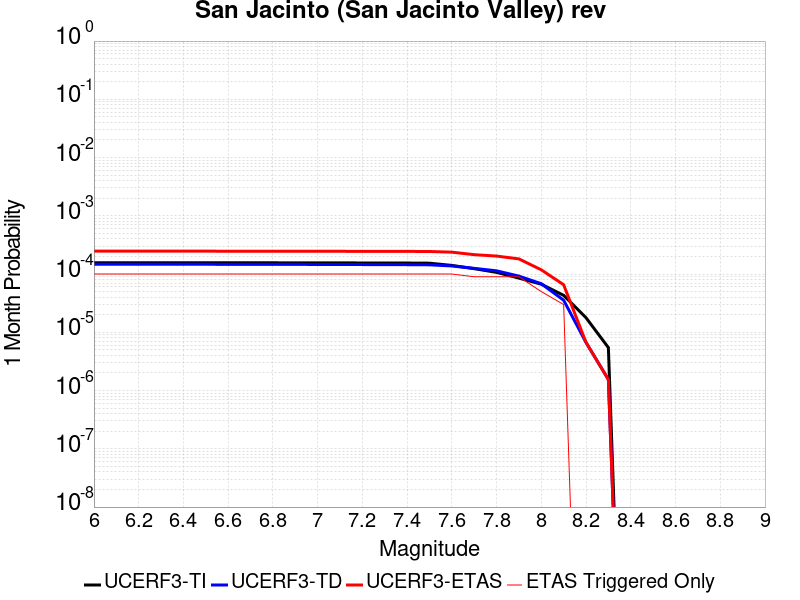 San Jacinto (San Jacinto Valley) rev
10^0
10^-1
10^-2
10^-3
10^-4
10^-5
10^-6
10^-7
10^-8
1 Month Probability
6 6.2 6.4 6.6 6.8 7 7.2 7.4 7.6 7.8 8 8.2 8.4 8.6 8.8 9
Magnitude
UCERF3-TI UCERF3-TD UCERF3-ETAS ETAS Triggered Only